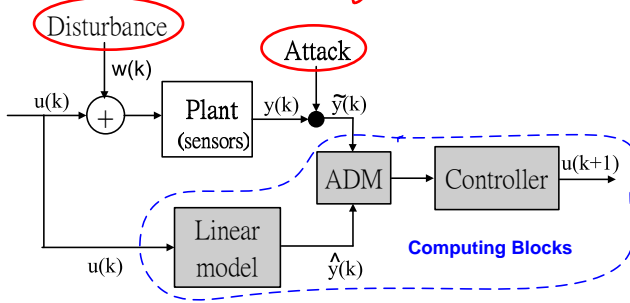 Disturbance
w(k)
Attack
u(k)
+
Plant
(sensors)
y(k)
ỹ(k)
ADM
Controller
u(k+1)
Linear
model
u(k)
ŷ(k)
Computing Blocks